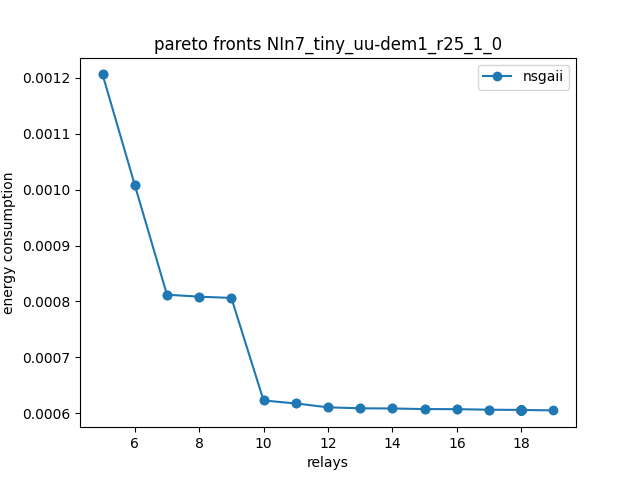 pareto fronts NIn7_tiny_uu-dem1_r25_1_0
nsgaii
energy consumption
0.0012
0.0011
0.0010
0.0009
0.0008
0.0007
0.0006
6 8 10 12 14 16 18
relays